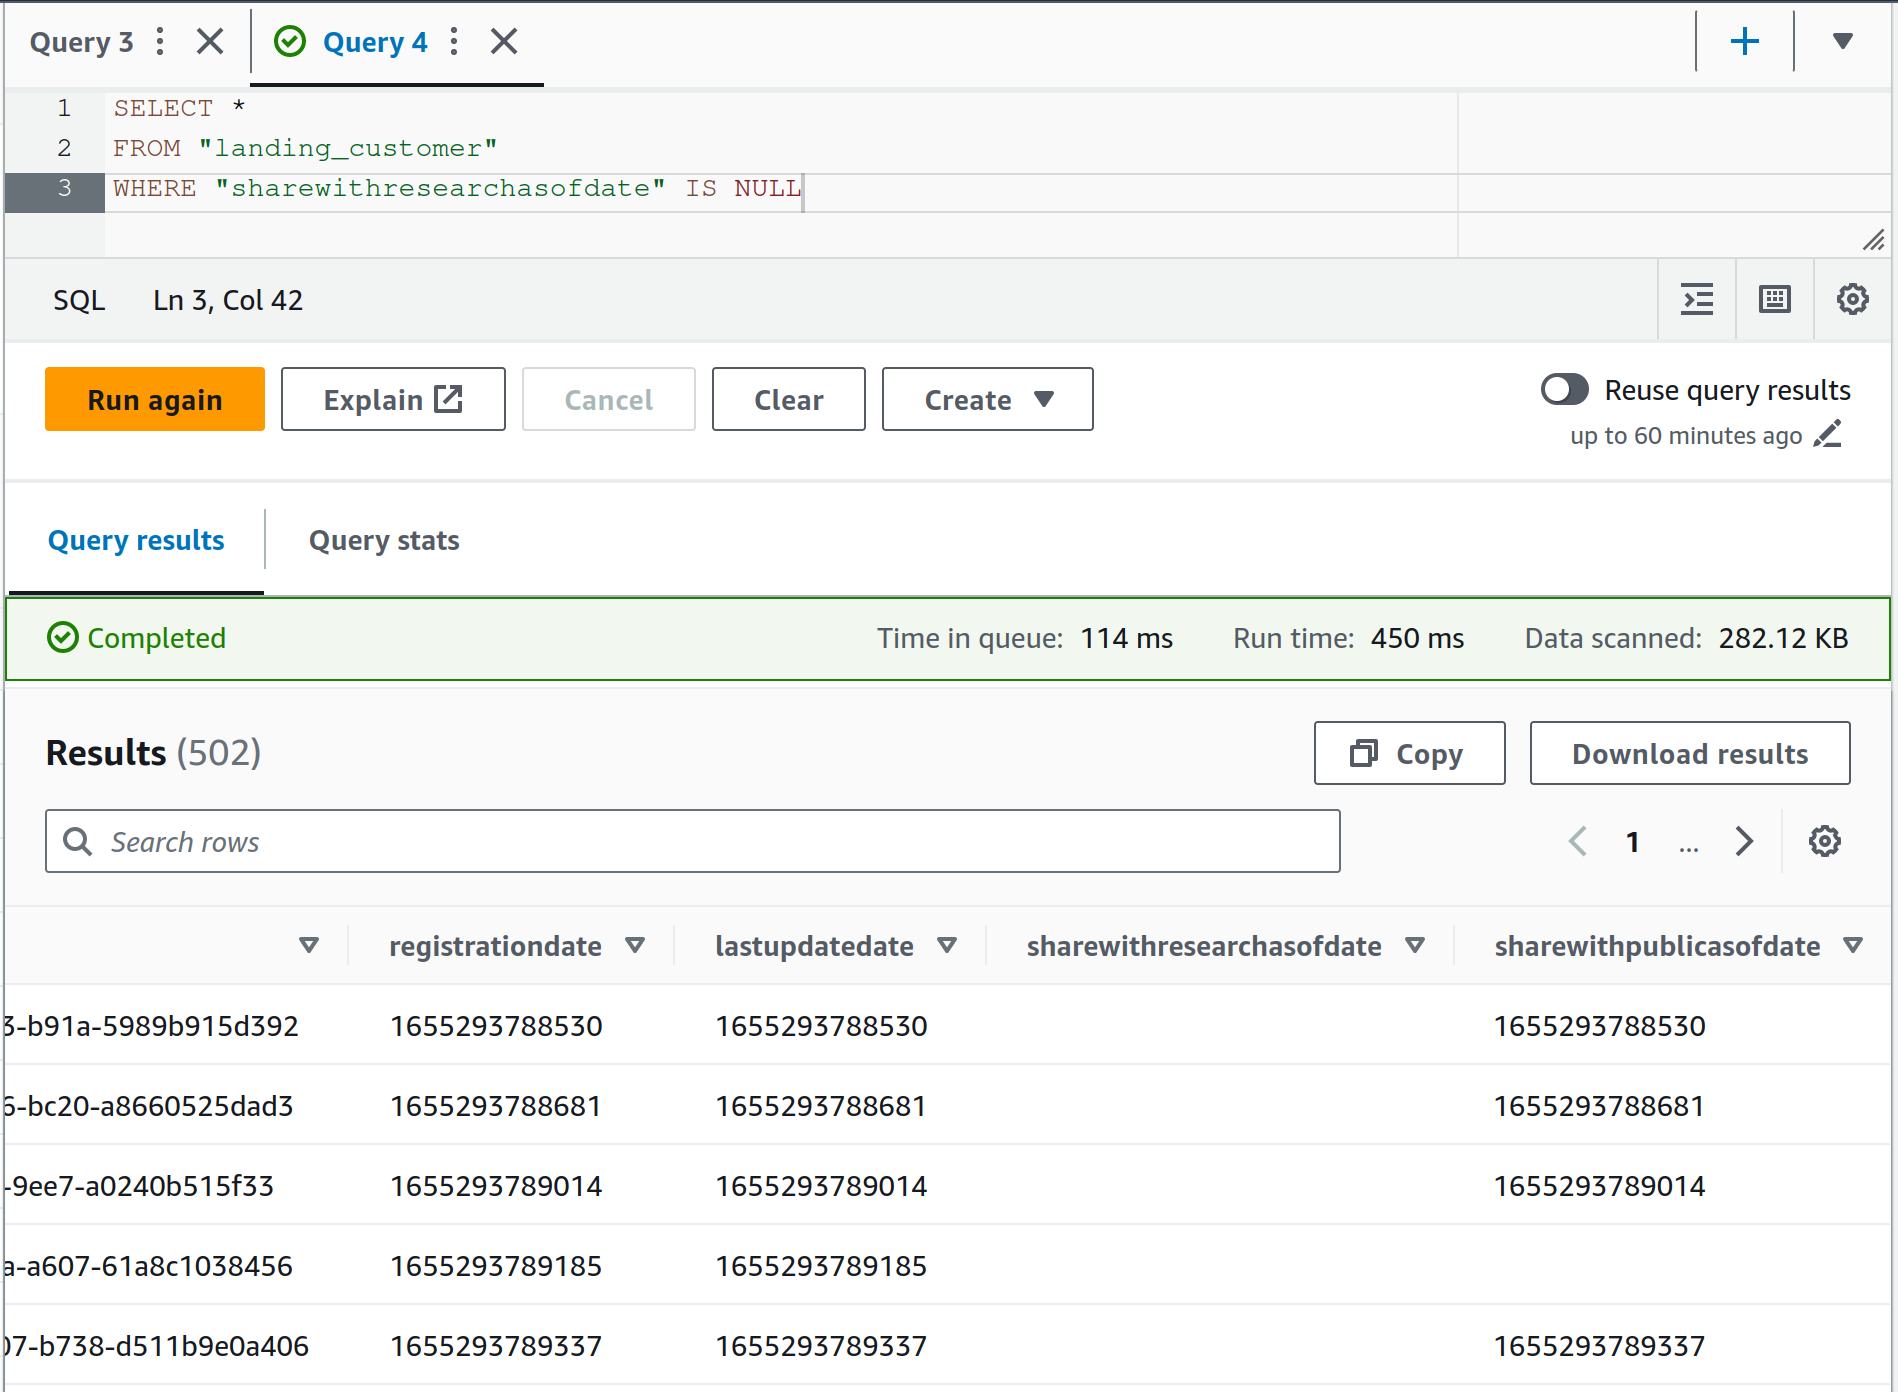 Query 3 Query 4
1 SELECT *
2 FROM "landing_customer"
3 WHERE "sharewithresearchasofdate" IS NULL
SQL Ln 3, Col 42
Run again Explain Cancel Clear Create Reuse query results
up to 60 minutes ago
Query results Query stats
Completed Time in queue: 114 ms Run time: 450 ms Data scanned: 282.12 KB
Results (502) Copy Download results
Search rows 1 ...
registrationdate lastupdatedate sharewithresearchasofdate sharewithpublicasofdate
3-b91a-5989b915d392 1655293788530 1655293788530 1655293788530
6-bc20-a8660525dad3 1655293788681 1655293788681 1655293788681
-9ee7-a0240b515f33 1655293789014 1655293789014 1655293789014
a-a607-61a8c1038456 1655293789185 1655293789185
07-b738-d511b9e0a406 1655293789337 1655293789337 1655293789337